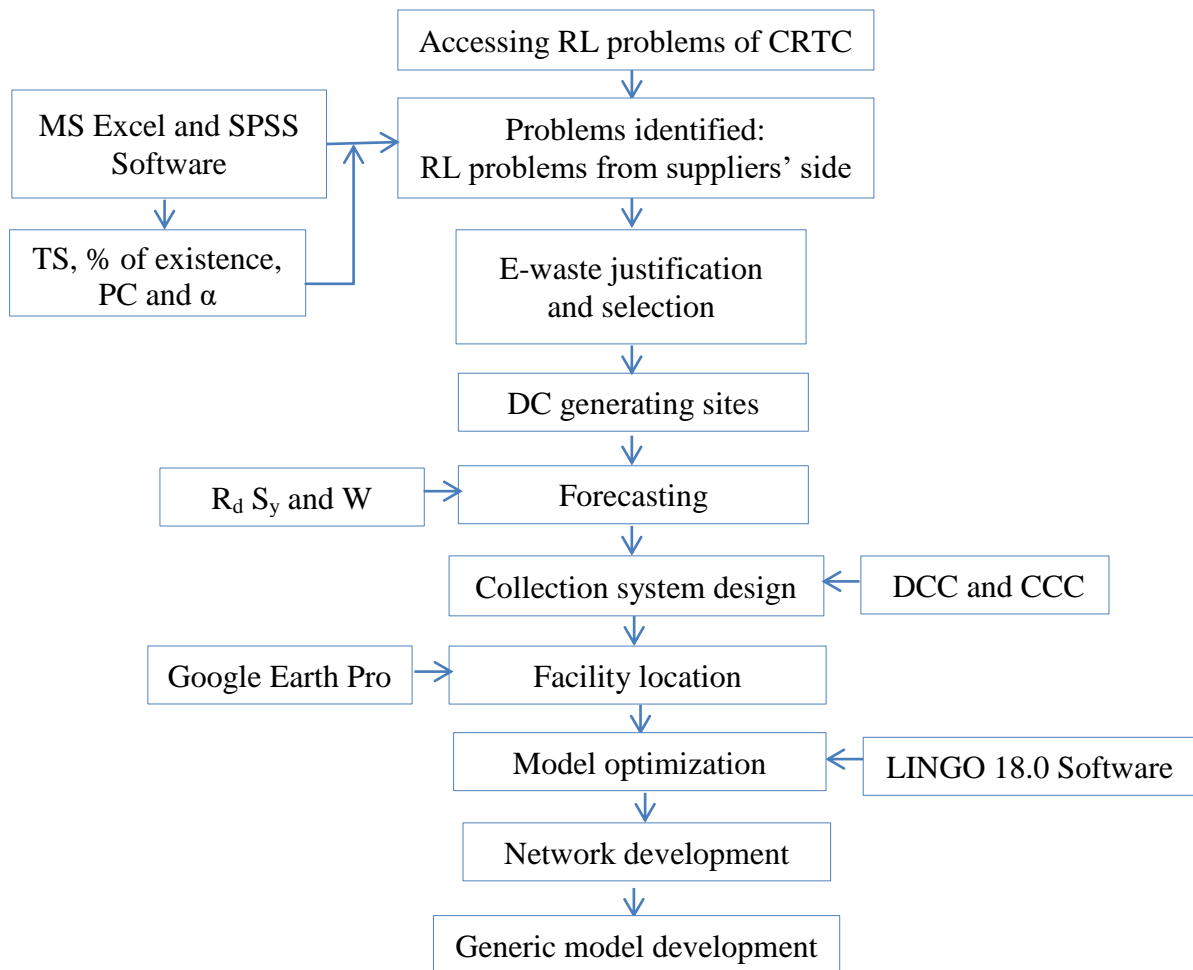 Accessing RL problems of CRTC
MS Excel and SPSS
Software
Problems identified:
RL problems from suppliers’ side
TS, % of existence,
PC and α
E-waste justification
and selection
DC generating sites
R_d S_y and W
Forecasting
Collection system design
DCC and CCC
Google Earth Pro
Facility location
Model optimization
LINGO 18.0 Software
Network development
Generic model development